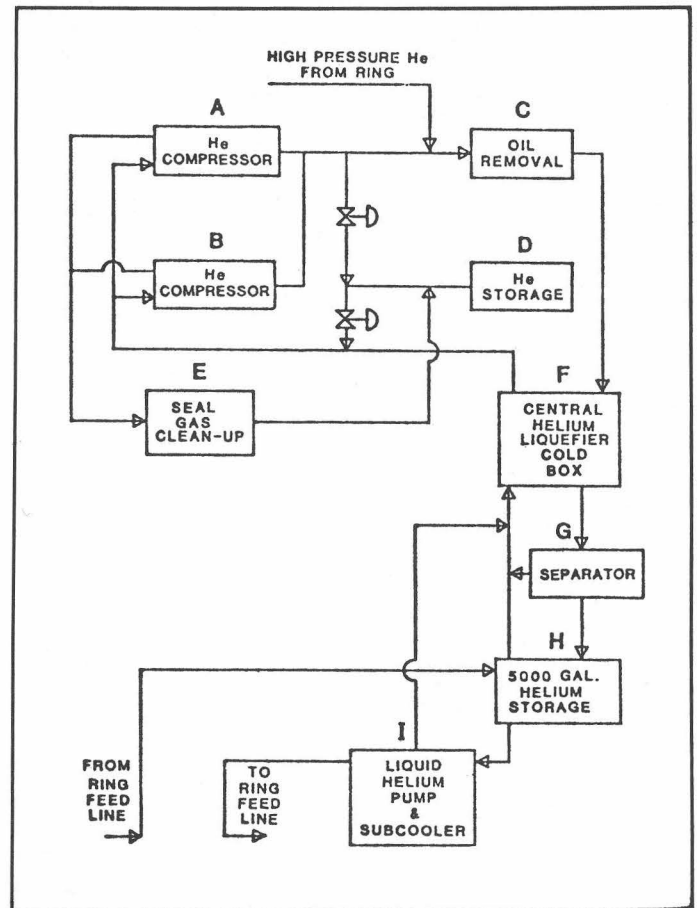 HIGH PRESSURE He
FROM RING
A
He
COMPRESSOR
C
OIL
REMOVAL
B
He
COMPRESSOR
D
He
STORAGE
E
SEAL
GAS
CLEAN-UP
F
CENTRAL
HELIUM
LIQUEFIER
COLD
BOX
G
SEPARATOR
H
5000 GAL.
HELIUM
STORAGE
I
LIQUID
HELIUM
PUMP
&
SUBCOOLER
FROM
RING
FEED
LINE
TO
RING
FEED
LINE